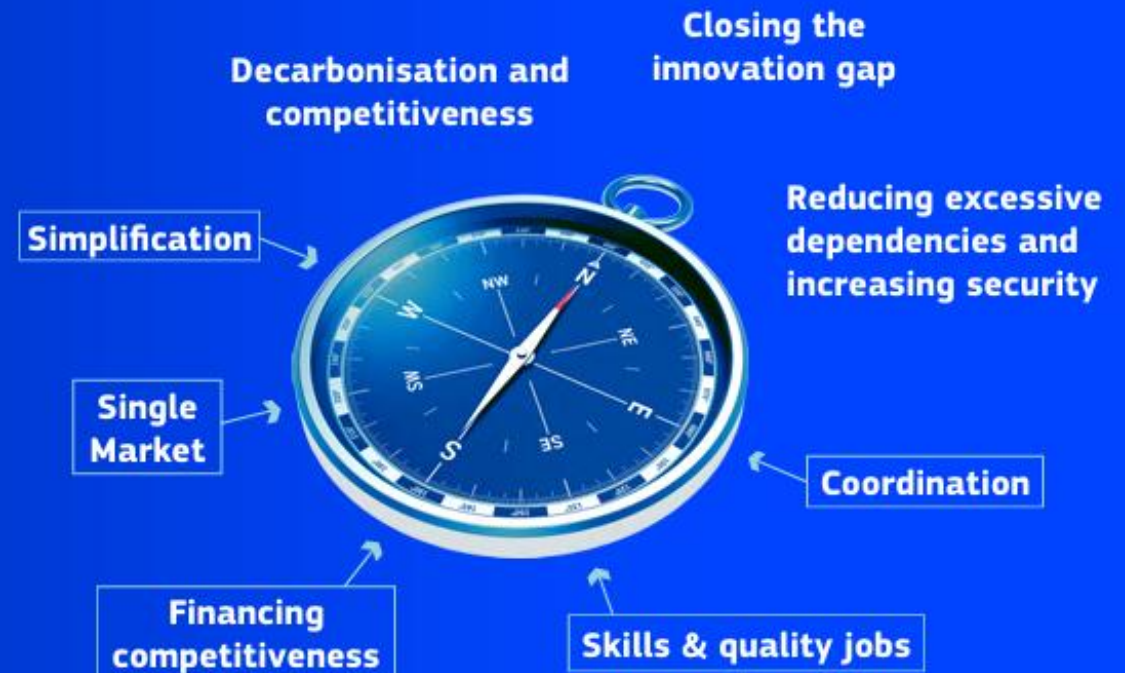 Closing the
innovation gap
Decarbonisation and
competitiveness
Reducing excessive
dependencies and
increasing security
Simplification
NW
N
W
NE
SW
E
S
SE
Single
Market
Coordination
Financing
competitiveness
Skills & quality jobs